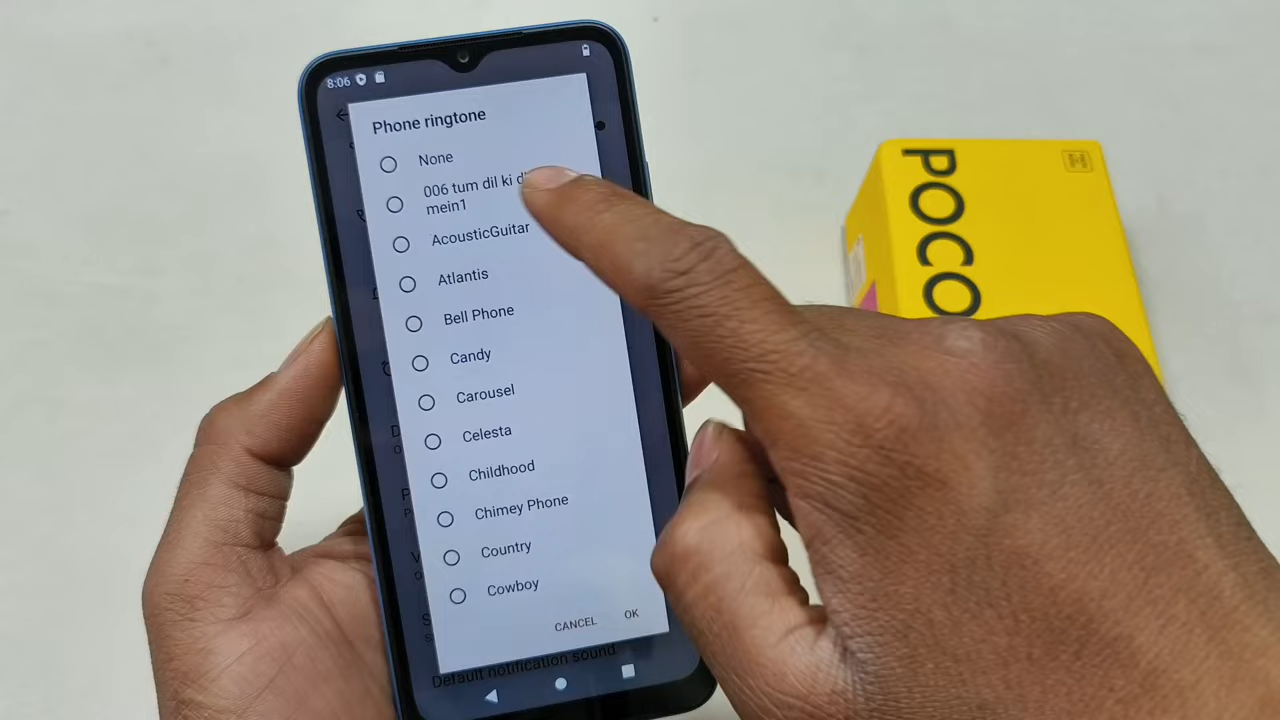 8:06
Phone ringtone
None
006 tum dil ki
mein1
AcousticGuitar
Atlantis
Bell Phone
Candy
Carousel
Celesta
Childhood
Chimey Phone
Country
Cowboy
CANCEL OK
Default notification sound
POCO